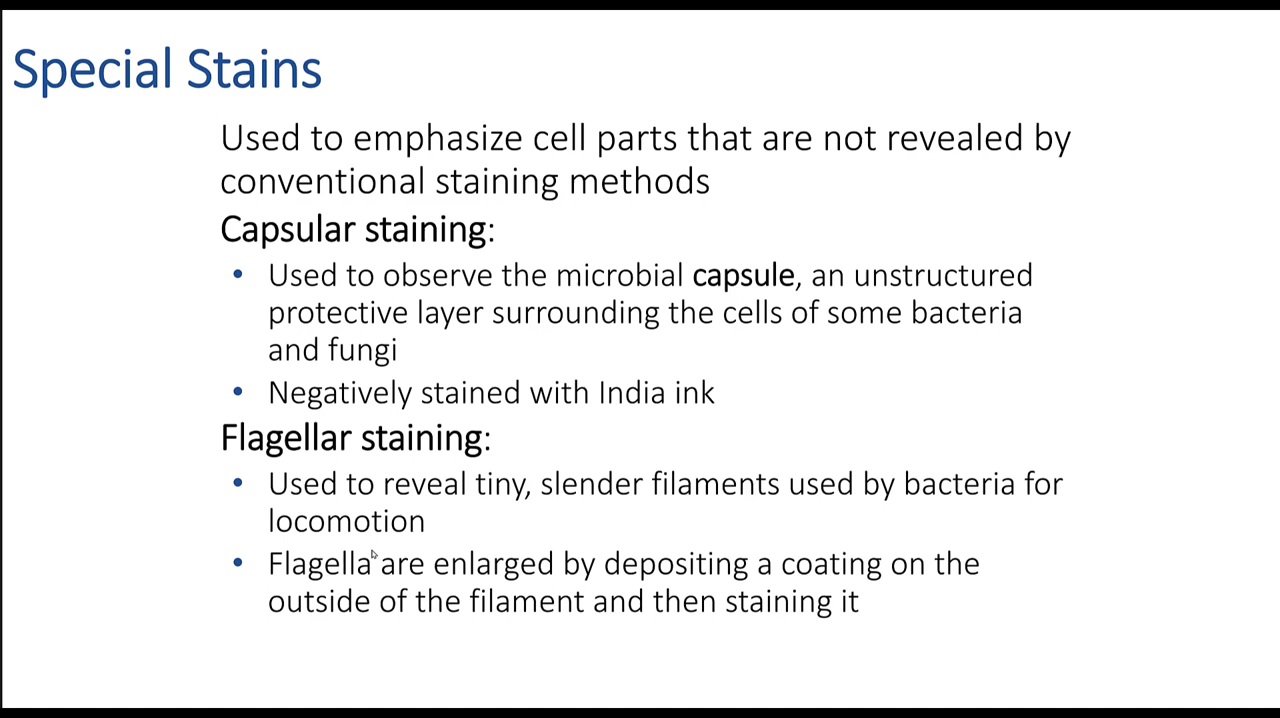 Special Stains
Used to emphasize cell parts that are not revealed by
conventional staining methods
Capsular staining:
• Used to observe the microbial capsule, an unstructured
protective layer surrounding the cells of some bacteria
and fungi
• Negatively stained with India ink
Flagellar staining:
• Used to reveal tiny, slender filaments used by bacteria for
locomotion
• Flagella are enlarged by depositing a coating on the
outside of the filament and then staining it